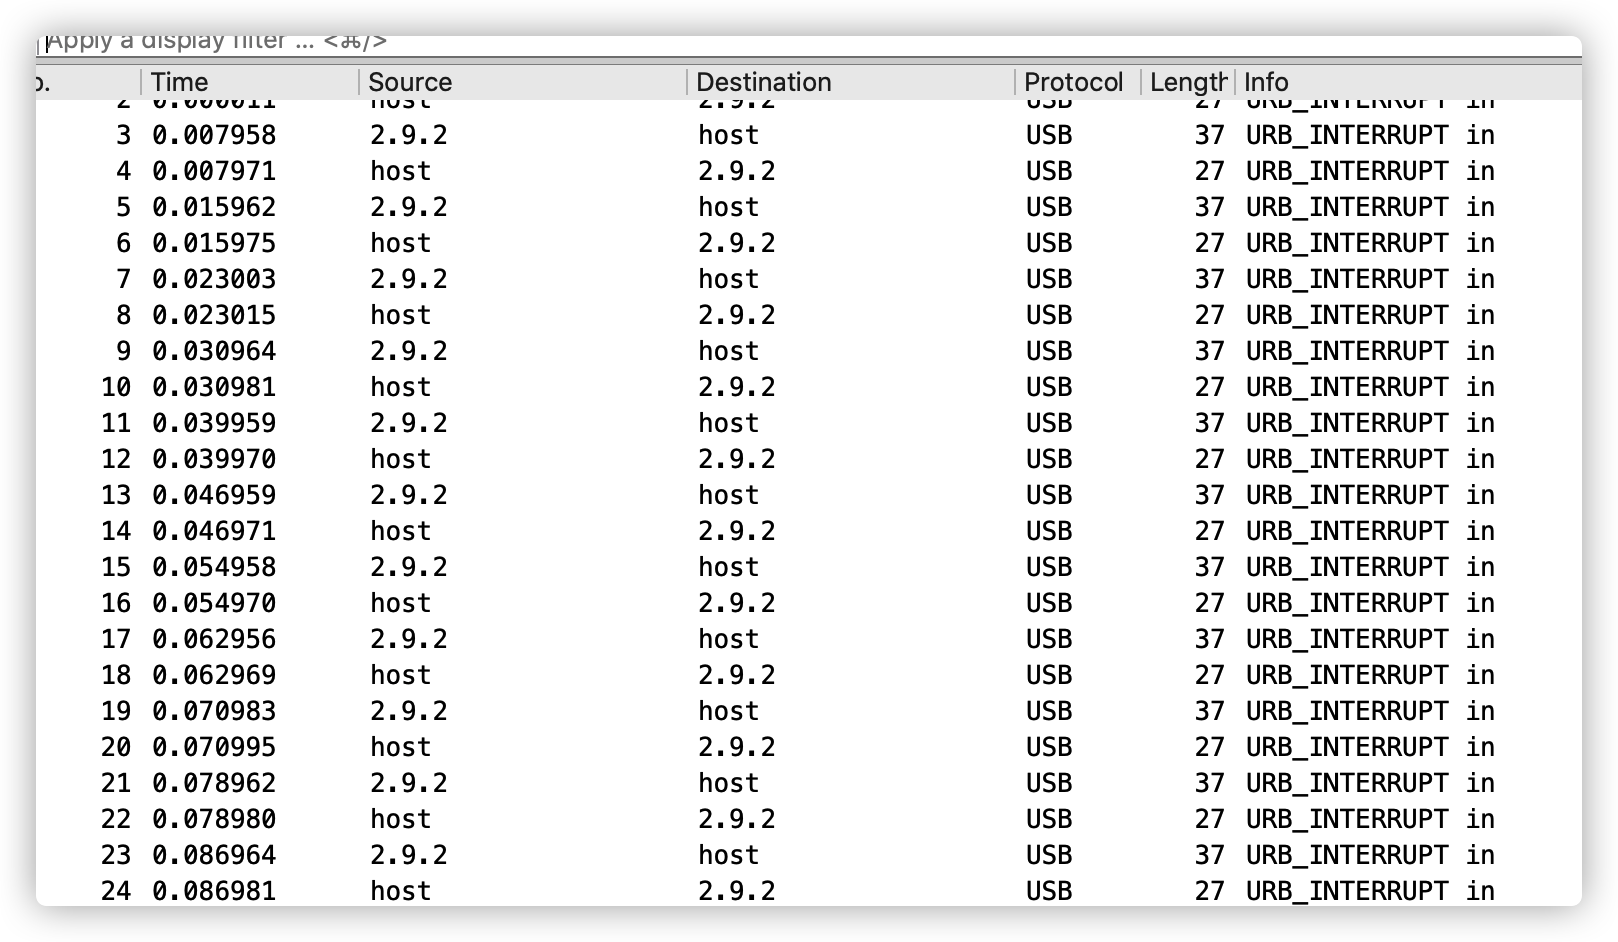 Apply a display filter ... <⌘/>
o. Time Source Destination Protocol Length Info
2 0.000011 host 2.9.2 USB 27 URB_INTERRUPT in
3 0.007958 2.9.2 host USB 37 URB_INTERRUPT in
4 0.007971 host 2.9.2 USB 27 URB_INTERRUPT in
5 0.015962 2.9.2 host USB 37 URB_INTERRUPT in
6 0.015975 host 2.9.2 USB 27 URB_INTERRUPT in
7 0.023003 2.9.2 host USB 37 URB_INTERRUPT in
8 0.023015 host 2.9.2 USB 27 URB_INTERRUPT in
9 0.030964 2.9.2 host USB 37 URB_INTERRUPT in
10 0.030981 host 2.9.2 USB 27 URB_INTERRUPT in
11 0.039959 2.9.2 host USB 37 URB_INTERRUPT in
12 0.039970 host 2.9.2 USB 27 URB_INTERRUPT in
13 0.046959 2.9.2 host USB 37 URB_INTERRUPT in
14 0.046971 host 2.9.2 USB 27 URB_INTERRUPT in
15 0.054958 2.9.2 host USB 37 URB_INTERRUPT in
16 0.054970 host 2.9.2 USB 27 URB_INTERRUPT in
17 0.062956 2.9.2 host USB 37 URB_INTERRUPT in
18 0.062969 host 2.9.2 USB 27 URB_INTERRUPT in
19 0.070983 2.9.2 host USB 37 URB_INTERRUPT in
20 0.070995 host 2.9.2 USB 27 URB_INTERRUPT in
21 0.078962 2.9.2 host USB 37 URB_INTERRUPT in
22 0.078980 host 2.9.2 USB 27 URB_INTERRUPT in
23 0.086964 2.9.2 host USB 37 URB_INTERRUPT in
24 0.086981 host 2.9.2 USB 27 URB_INTERRUPT in